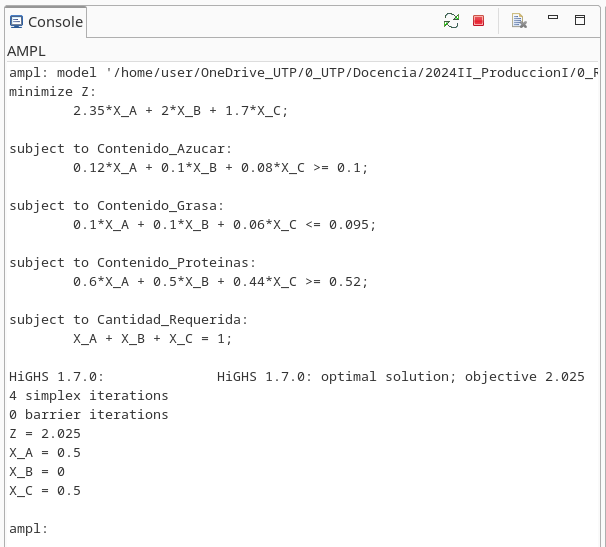 Console
AMPL
ampl: model '/home/user/OneDrive_UTP/0_UTP/Docencia/2024II_ProduccionI/0_R
minimize Z:
2.35*X_A + 2*X_B + 1.7*X_C;
subject to Contenido_Azucar:
0.12*X_A + 0.1*X_B + 0.08*X_C >= 0.1;
subject to Contenido_Grasa:
0.1*X_A + 0.1*X_B + 0.06*X_C <= 0.095;
subject to Contenido_Proteinas:
0.6*X_A + 0.5*X_B + 0.44*X_C >= 0.52;
subject to Cantidad_Requerida:
X_A + X_B + X_C = 1;
HiGHS 1.7.0: HiGHS 1.7.0: optimal solution; objective 2.025
4 simplex iterations
0 barrier iterations
Z = 2.025
X_A = 0.5
X_B = 0
X_C = 0.5
ampl: